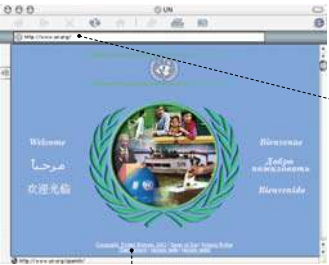 UN
http://www.un.org/
Welcome
مرحبا
欢迎光临
Bienvenue
Добро
пожаловать
Bienvenido
http://www.un.org/spanish/